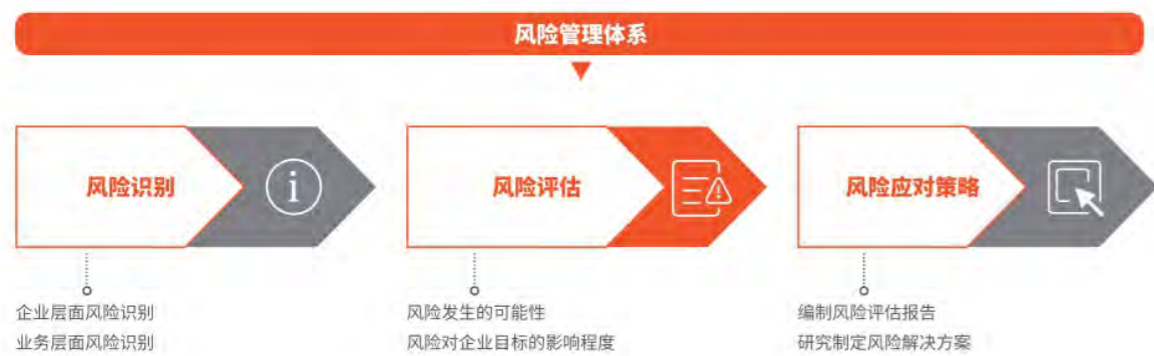 风险管理体系
风险识别
风险评估
风险应对策略
企业层面风险识别
业务层面风险识别
风险发生的可能性
风险对企业目标的影响程度
编制风险评估报告
研究制定风险解决方案